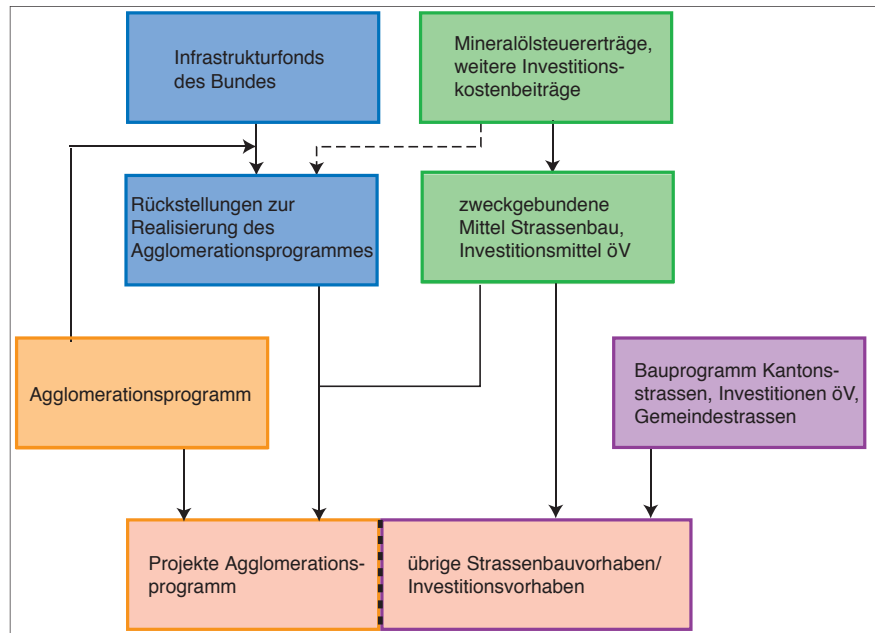 Infrastrukturfonds
des Bundes
Mineralölsteuererträge,
weitere Investitions-
kostenbeiträge
Rückstellungen zur
Realisierung des
Agglomerationsprogrammes
zweckgebundene
Mittel Strassenbau,
Investitionsmittel öV
Agglomerationsprogramm
Bauprogramm Kantons-
strassen, Investitionen öV,
Gemeindestrassen
Projekte Agglomerations-
programm
übrige Strassenbauvorhaben/
Investitionsvorhaben